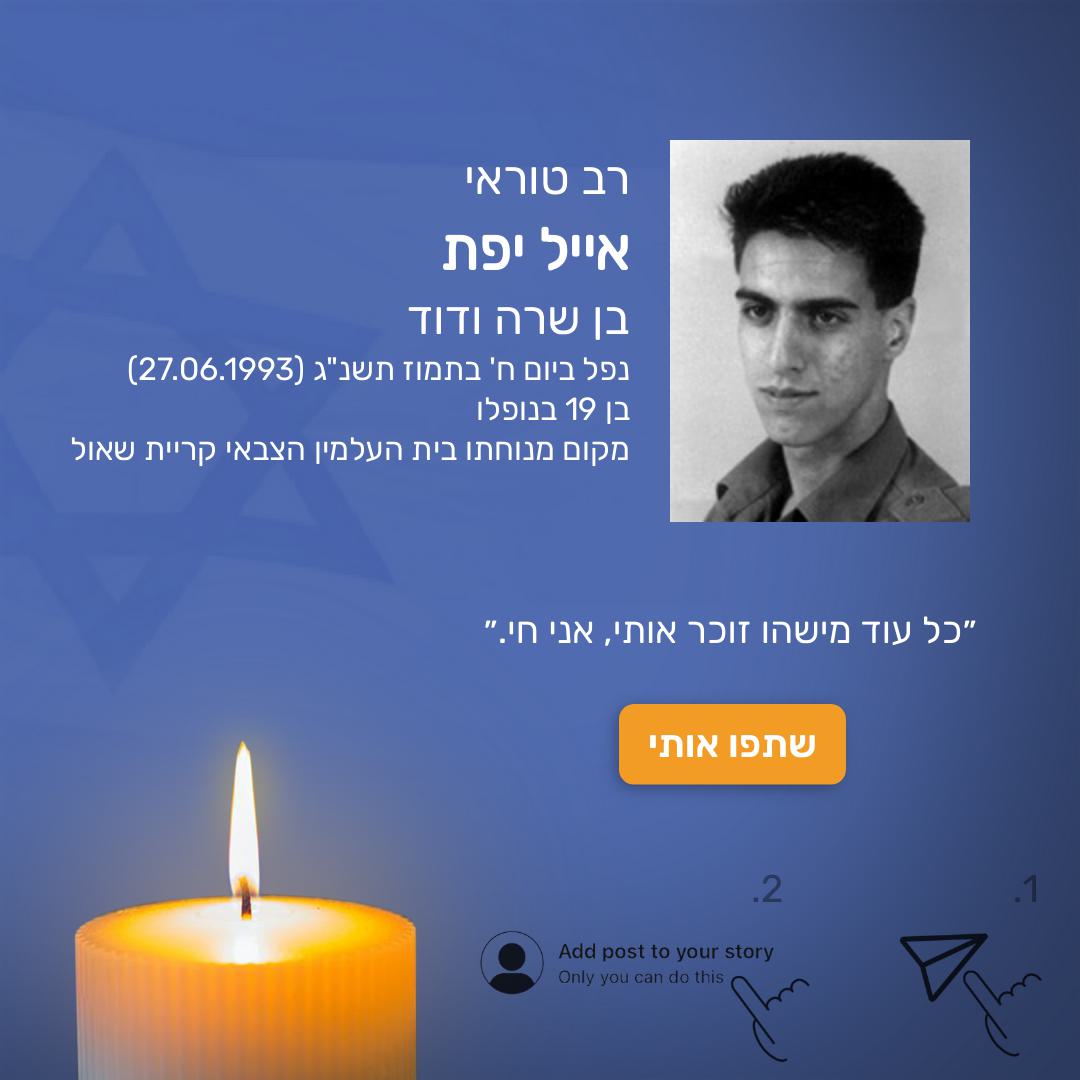 רב טוראי
אייל יפת
בן שרה ודוד
נפל ביום ח' בתמוז תשנ"ג (27.06.1993)
בן 19 בנופלו
מקום מנוחתו בית העלמין הצבאי קריית שאול
״כל עוד מישהו זוכר אותי, אני חי.״
שתפו אותי
.1
.2
Add post to your story
Only you can do this